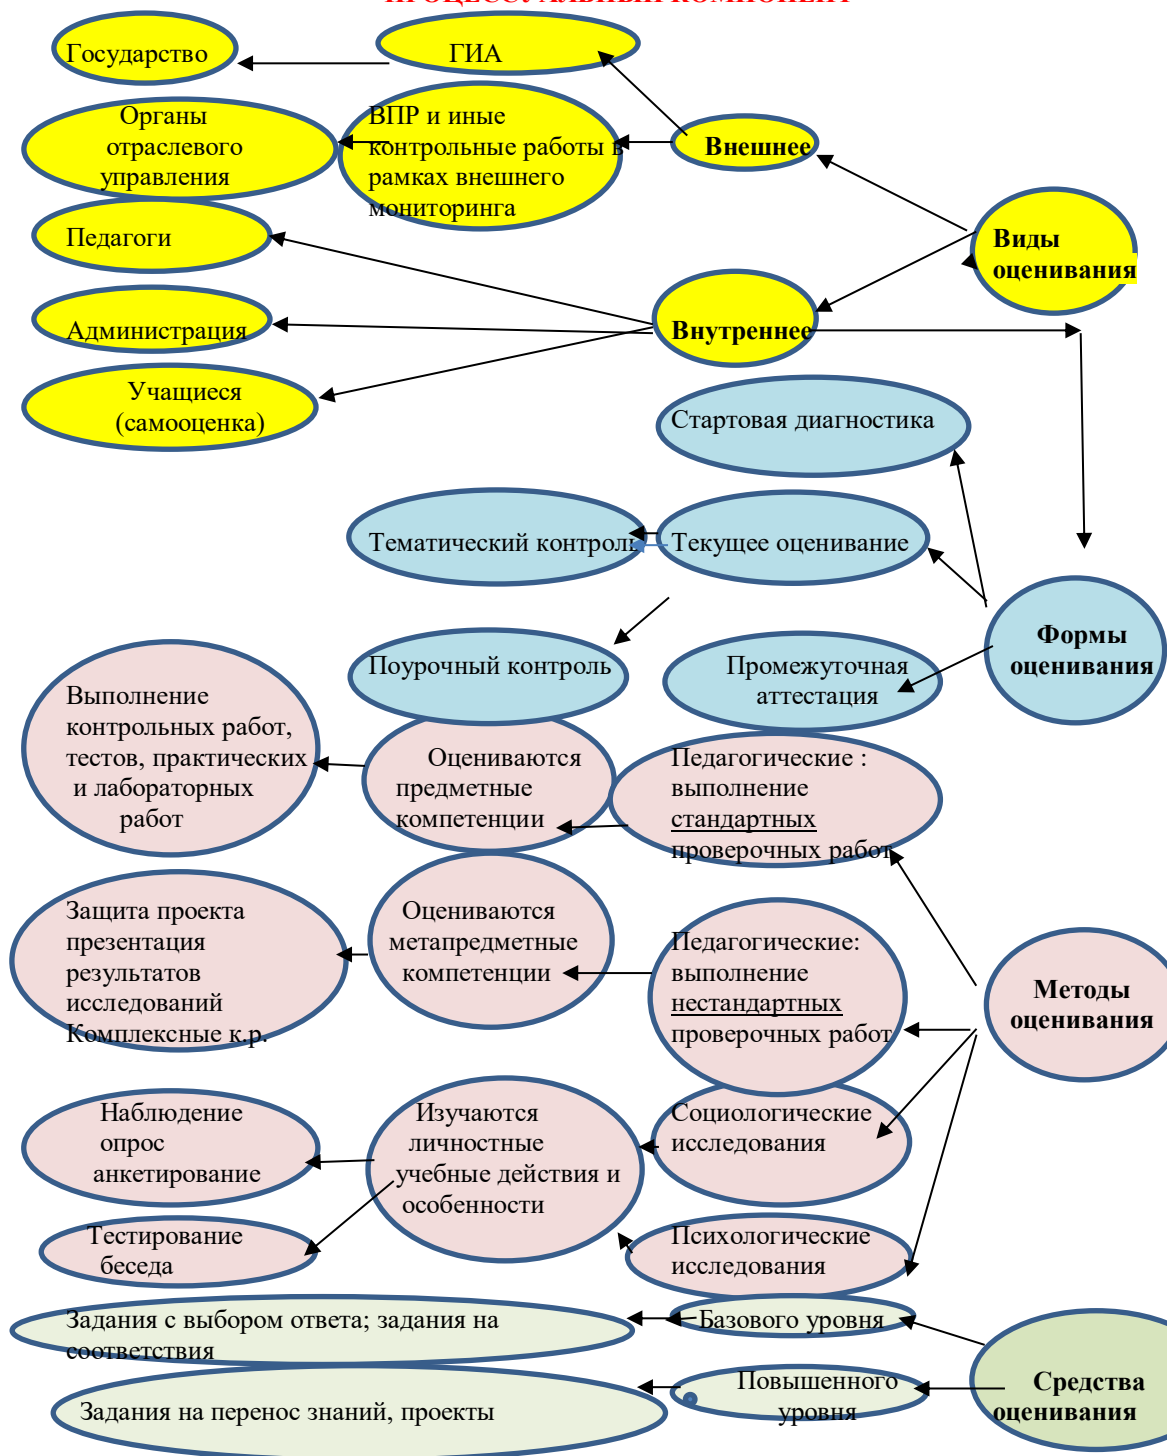 ПРОЦЕССУАЛЬНЫЙ КОМПОНЕНТ
Государство
ГИА
Органы
отраслевого
управления
ВПР и иные
контрольные работы в
рамках внешнего
мониторинга
Внешнее
Виды
оценивания
Педагоги
Администрация
Внутреннее
Учащиеся
(самооценка)
Стартовая диагностика
Тематический контроль
Текущее оценивание
Формы
оценивания
Поурочный контроль
Промежуточная
аттестация
Выполнение
контрольных работ,
тестов, практических
и лабораторных
работ
Оцениваются
предметные
компетенции
Педагогические :
выполнение
стандартных
проверочных работ
Защита проекта
презентация
результатов
исследований
Комплексные к.р.
Оцениваются
метапредметные
компетенции
Педагогические:
выполнение
нестандартных
проверочных работ
Методы
оценивания
Наблюдение
опрос
анкетирование
Изучаются
личностные
учебные действия и
особенности
Социологические
исследования
Тестирование
беседа
Психологические
исследования
Задания с выбором ответа; задания на
соответствия
Базового уровня
Средства
оценивания
Задания на перенос знаний, проекты
Повышенного
уровня